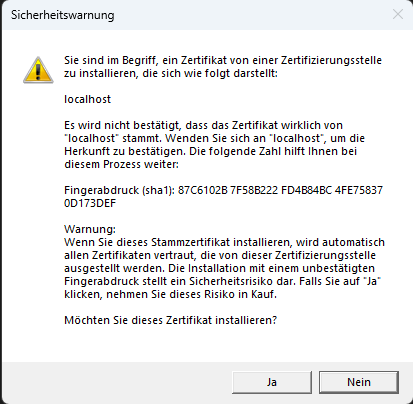 Sicherheitswarnung
Sie sind im Begriff, ein Zertifikat von einer Zertifizierungsstelle
zu installieren, die sich wie folgt darstellt:
localhost
Es wird nicht bestätigt, dass das Zertifikat wirklich von
"localhost" stammt. Wenden Sie sich an "localhost", um die
Herkunft zu bestätigen. Die folgende Zahl hilft Ihnen bei
diesem Prozess weiter:
Fingerabdruck (sha1): 87C6102B 7F58B222 FD4B84BC 4FE75837
0D173DEF
Warnung:
Wenn Sie dieses Stammzertifikat installieren, wird automatisch
allen Zertifikaten vertraut, die von dieser Zertifizierungsstelle
ausgestellt werden. Die Installation mit einem unbestätigten
Fingerabdruck stellt ein Sicherheitsrisiko dar. Falls Sie auf "Ja"
klicken, nehmen Sie dieses Risiko in Kauf.
Möchten Sie dieses Zertifikat installieren?
Ja
Nein